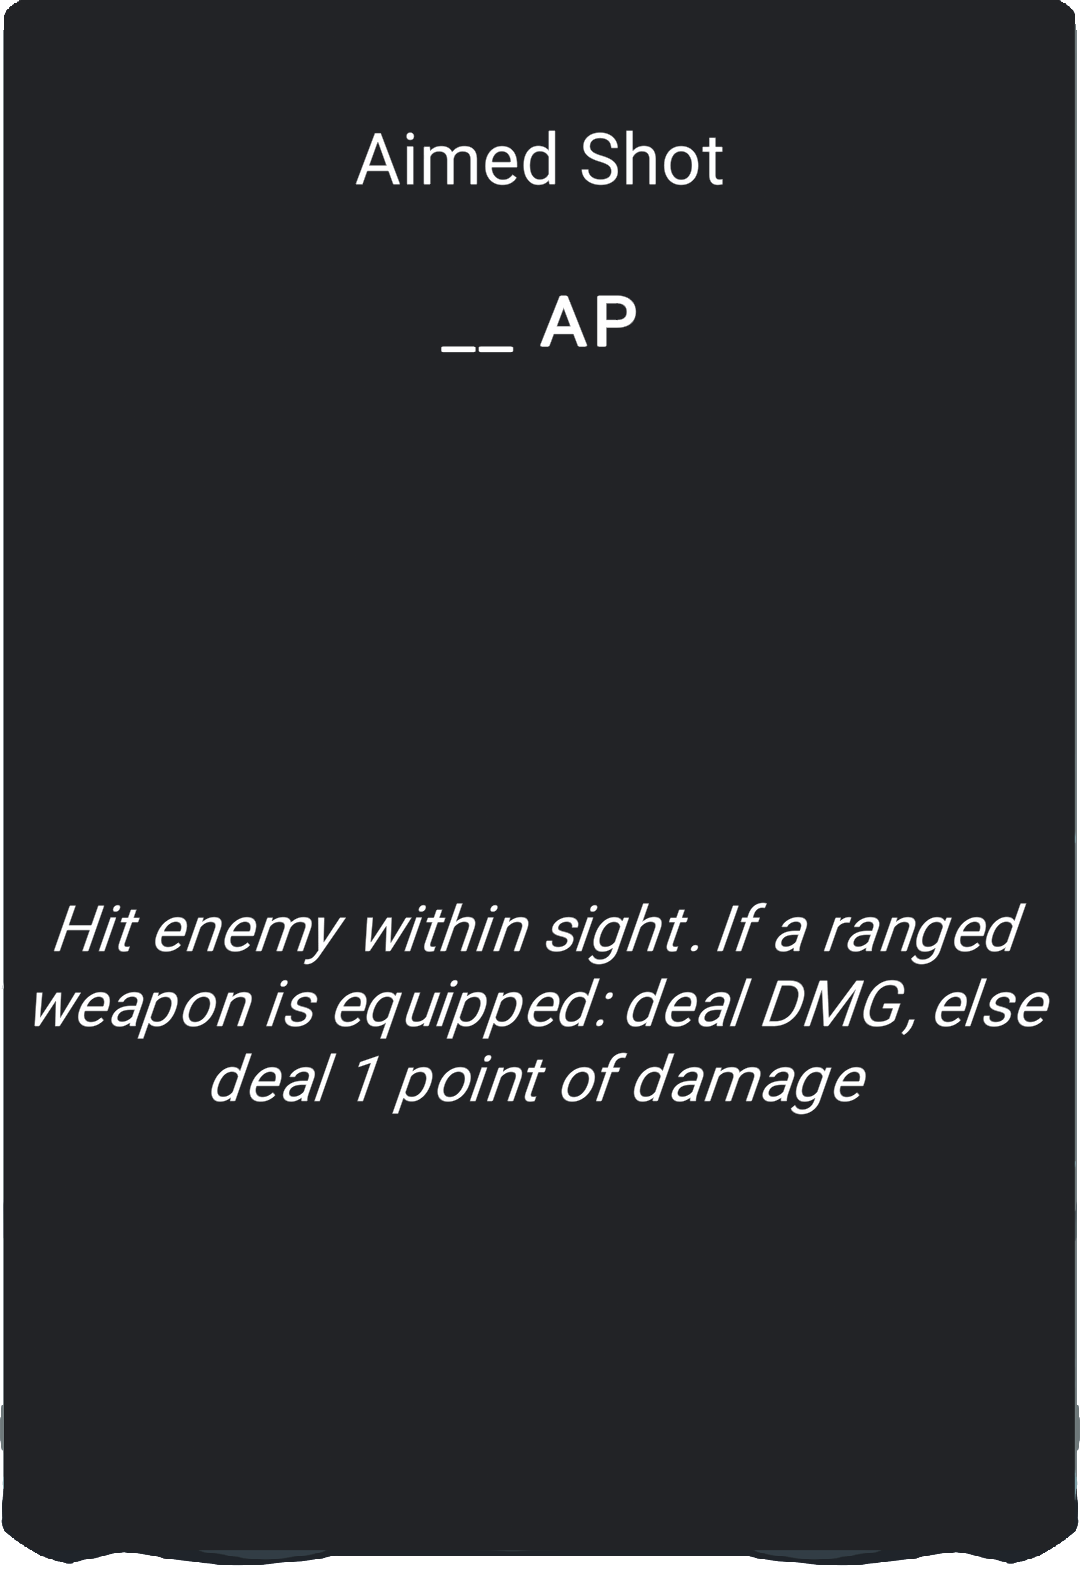 Aimed Shot
__ AP
Hit enemy within sight. If a ranged
weapon is equipped: deal DMG, else
deal 1 point of damage